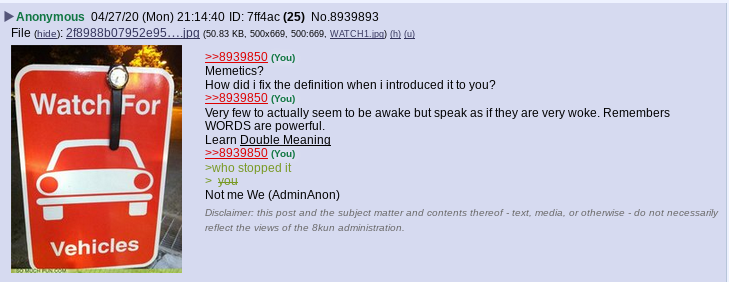 ▶Anonymous 04/27/20 (Mon) 21:14:40 ID: 7ff4ac (25) No.8939893
File (hide): 2f8988b07952e95….jpg (50.83 KB, 500x669, 500:669, WATCH1.jpg) (h) (u)
Watch For
Vehicles
SO MUCH FUN.COM
>>8939850 (You)
Memetics?
How did i fix the definition when i introduced it to you?
>>8939850 (You)
Very few to actually seem to be awake but speak as if they are very woke. Remembers
WORDS are powerful.
Learn Double Meaning
>>8939850 (You)
>who stopped it
> you
Not me We (AdminAnon)
Disclaimer: this post and the subject matter and contents thereof - text, media, or otherwise - do not necessarily
reflect the views of the 8kun administration.